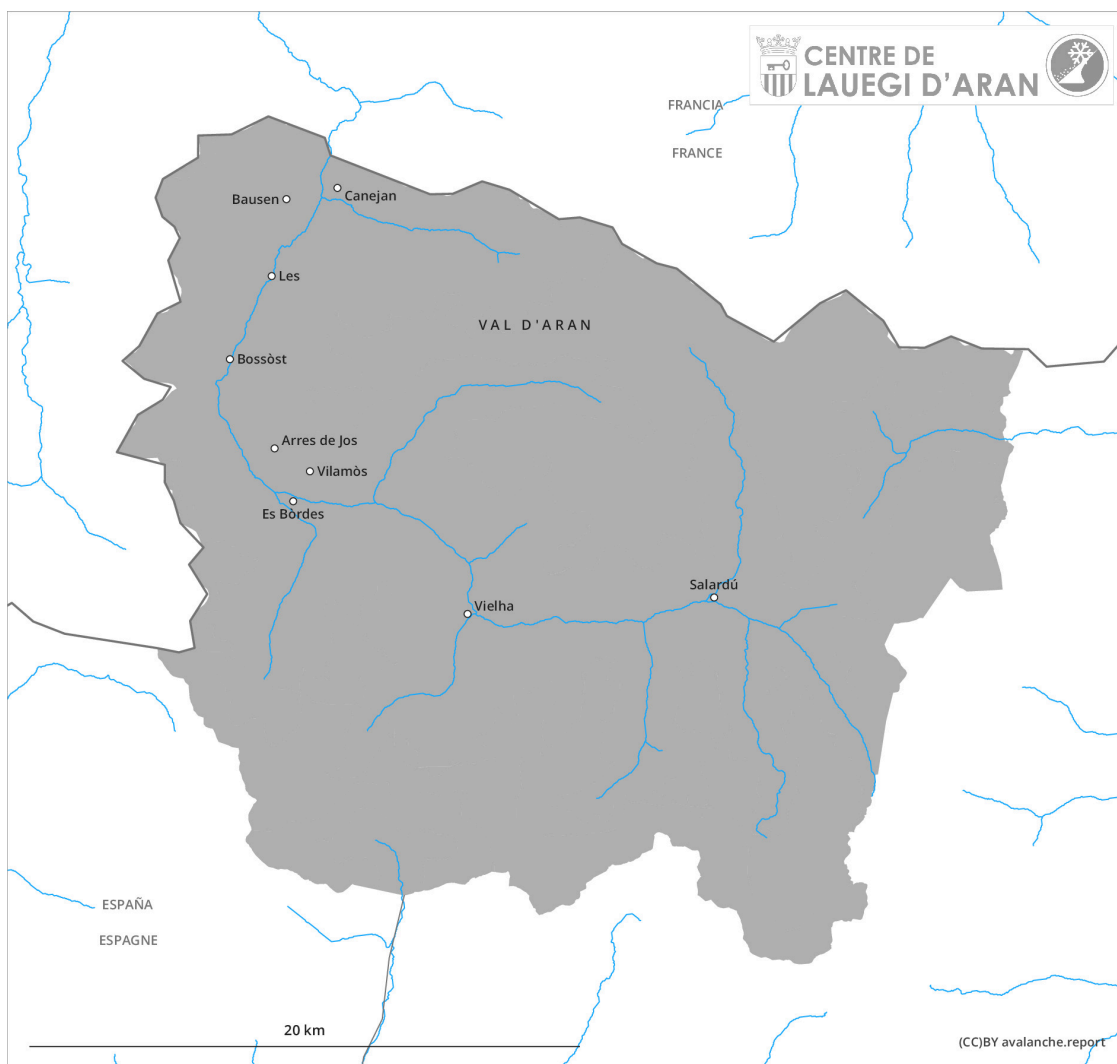 CENTRE DE
LAUEGI D'ARAN
FRANCIA
FRANCE
Canejan
Bausen
Les
VAL D'ARAN
Bossòst
Arres de Jos
Vilamòs
Es Bòrdes
Salardú
Vielha
ESPAÑA
ESPAGNE
20 km
(CC)BY avalanche.report